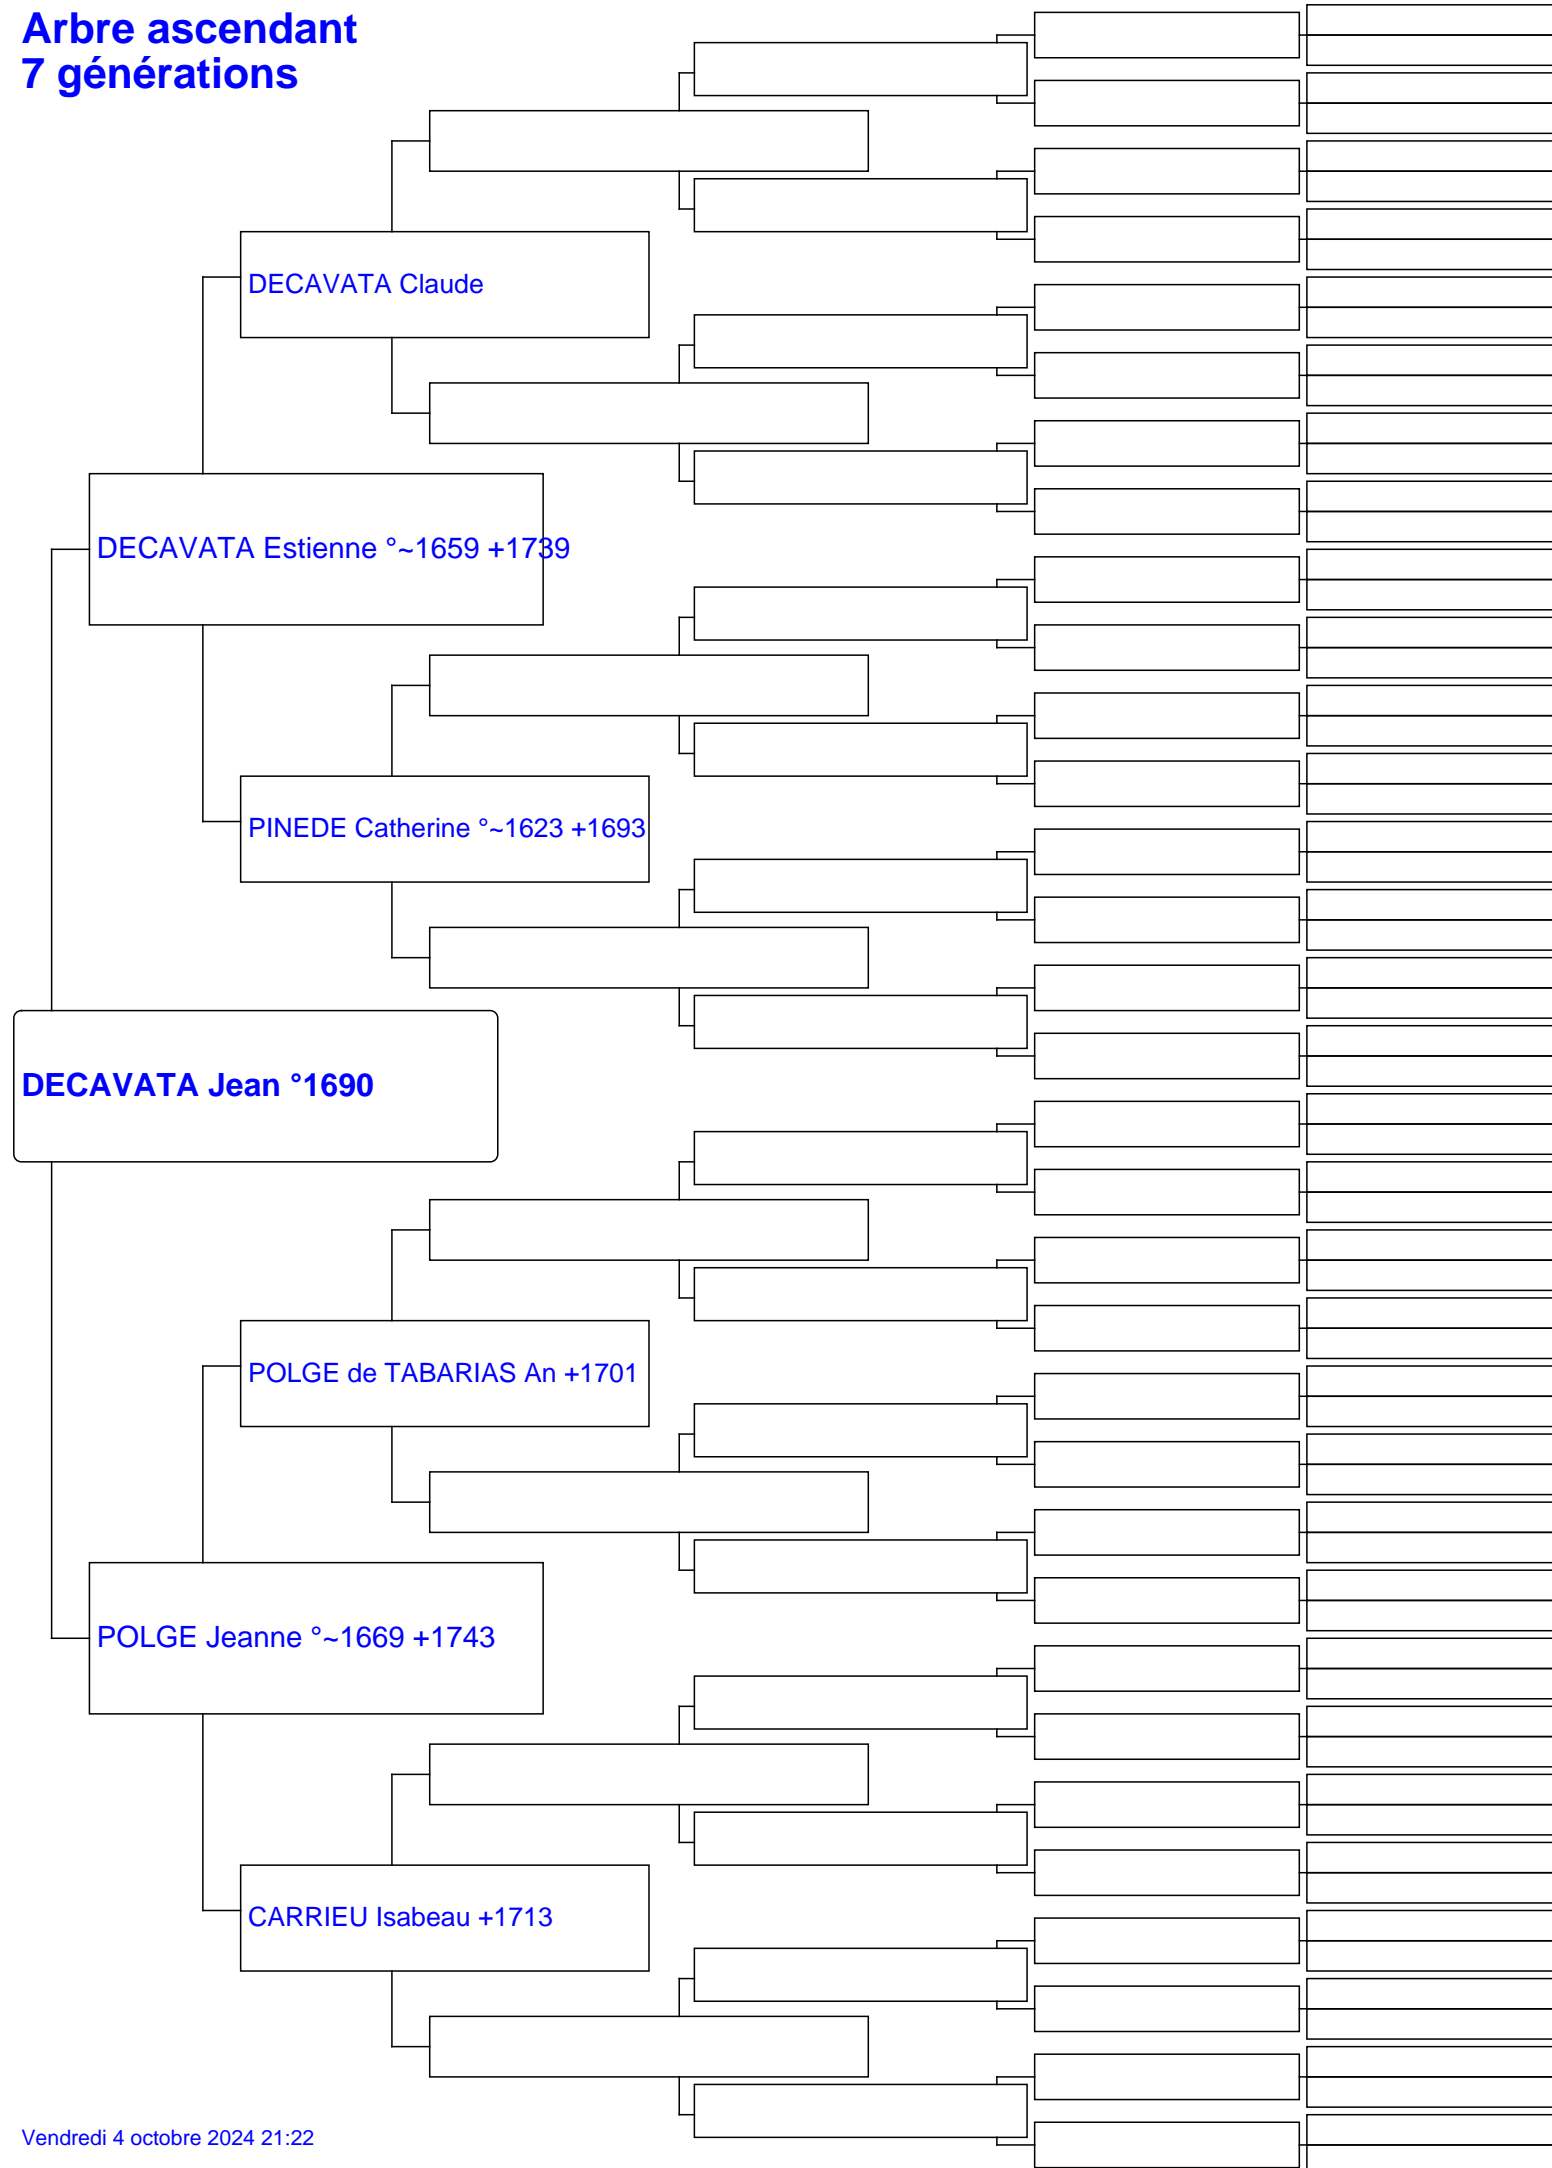 Arbre ascendant
7 générations
DECAVATA Claude
DECAVATA Estienne °~1659 +1739
PINEDE Catherine °~1623 +1693
DECAVATA Jean °1690
POLGE de TABARIAS An +1701
POLGE Jeanne °~1669 +1743
CARRIEU Isabeau +1713
Vendredi 4 octobre 2024 21:22